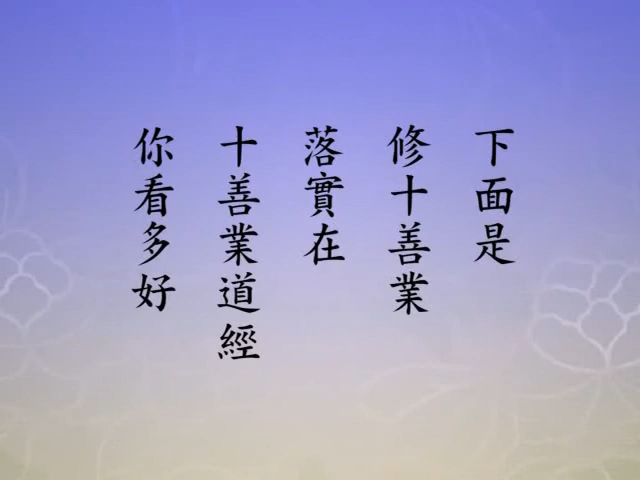 下面是
修十善業
落實在
十善業道經
你看多好